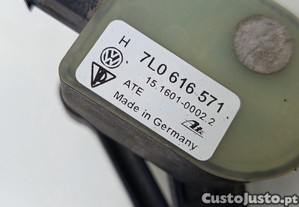 H 7L0 616 571
ATE 15.1601-0002.2
Made in Germany
CustoJusto.pt